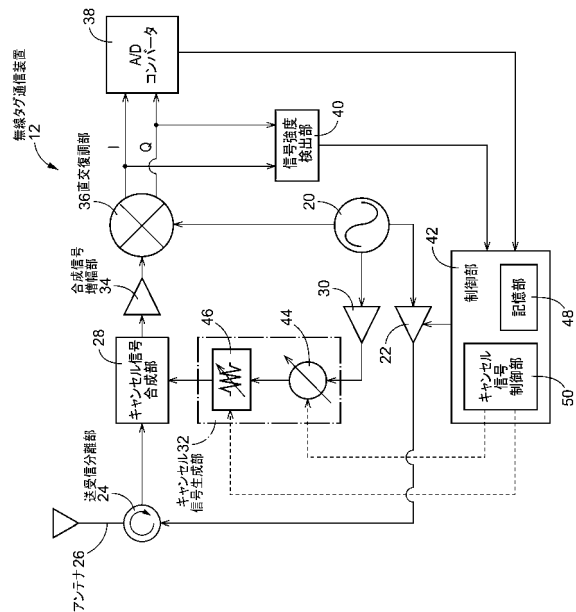 無線タグ通信装置
12
38
A/D
コンバータ
I
Q
36直交復調部
信号強度
検出部
40
合成信号
増幅部
34
20
28
キャンセル信号
合成部
30
22
42
制御部
記憶部
48
キャンセル
信号
制御部
50
46
44
キャンセル32
信号生成部
送受信分離部
24
アンテナ26